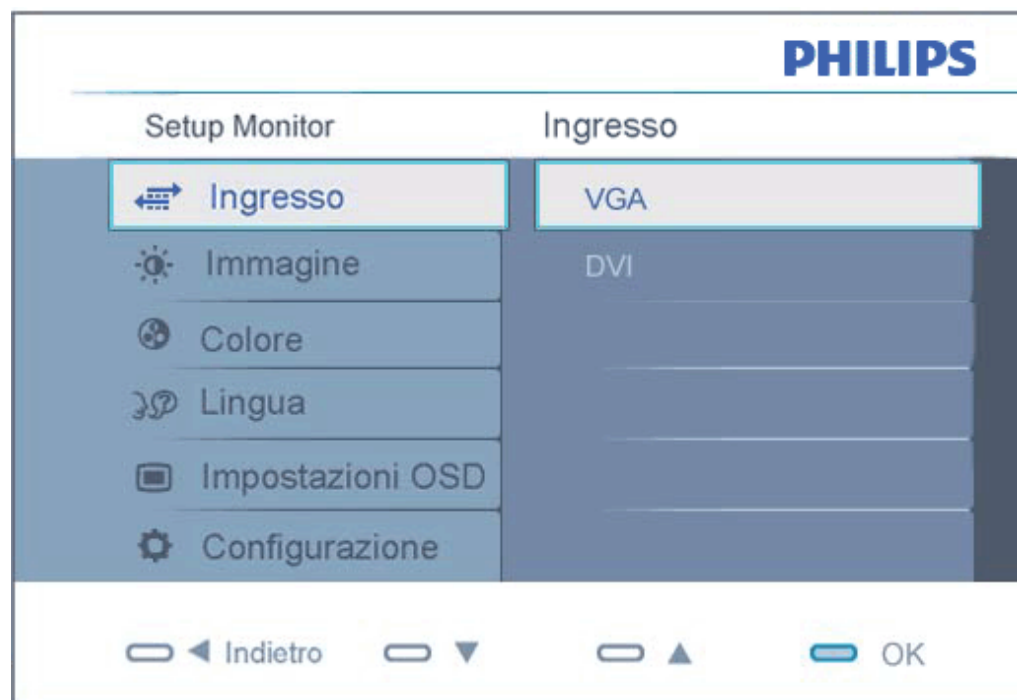 PHILIPS
Setup Monitor
Ingresso
Ingresso
VGA
Immagine
DVI
Colore
Lingua
Impostazioni OSD
Configurazione
Indietro
OK